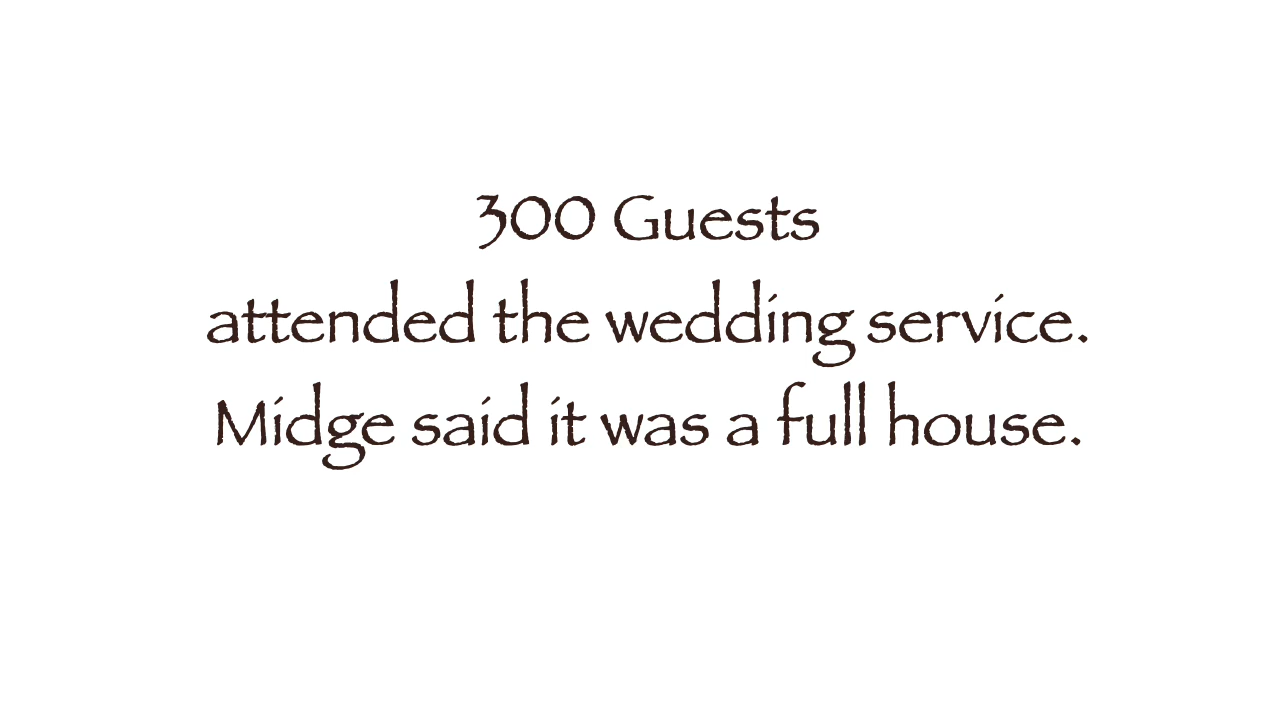 300 Guests
attended the wedding service.
Midge said it was a full house.